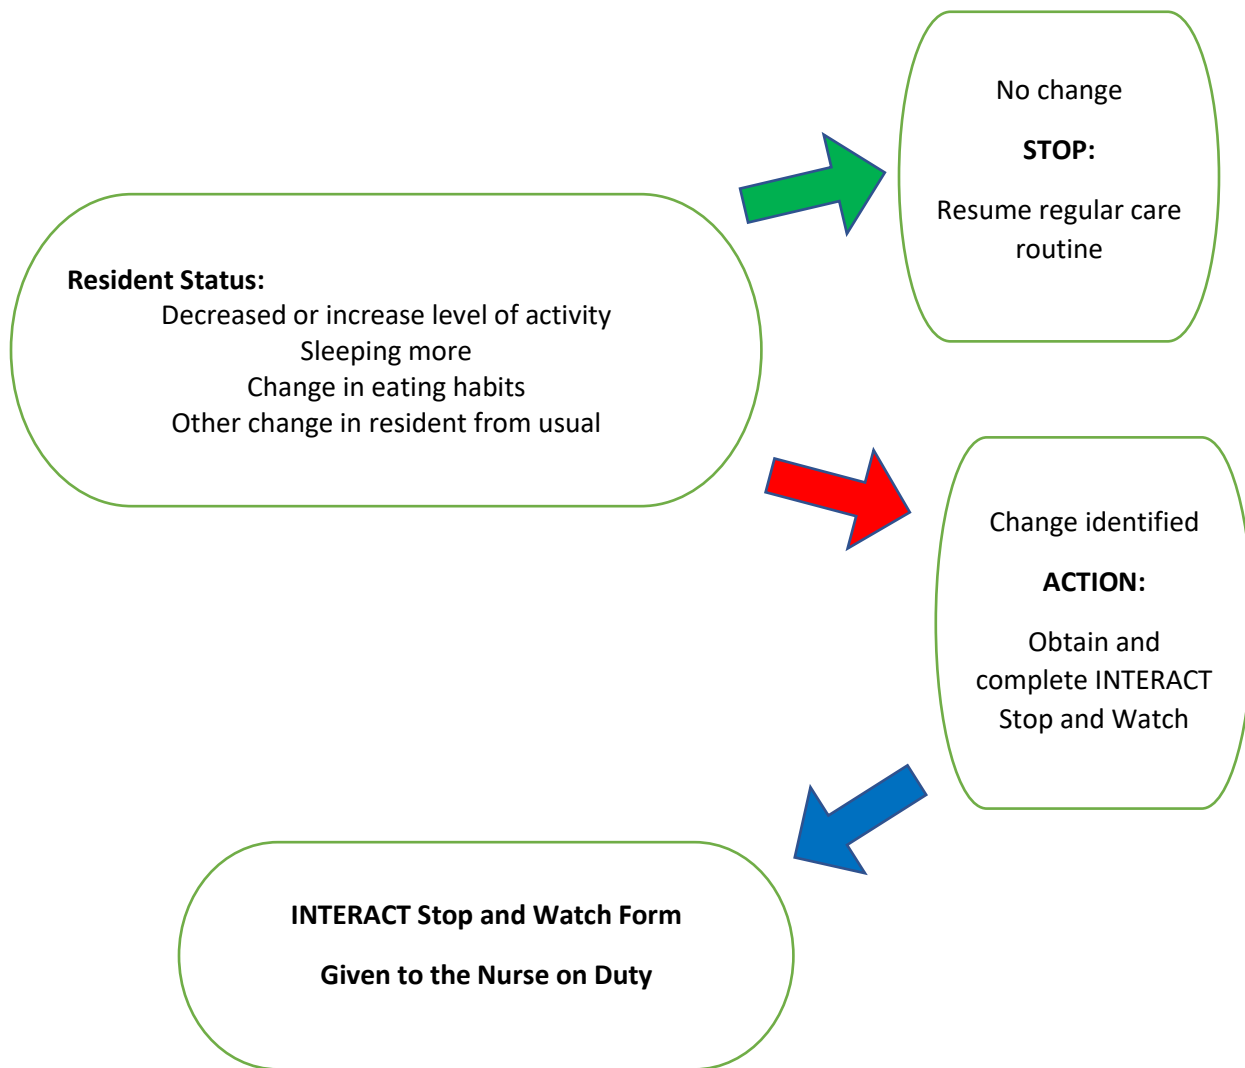 Resident Status:
Decreased or increase level of activity
Sleeping more
Change in eating habits
Other change in resident from usual
No change
STOP:
Resume regular care
routine
Change identified
ACTION:
Obtain and
complete INTERACT
Stop and Watch
INTERACT Stop and Watch Form
Given to the Nurse on Duty